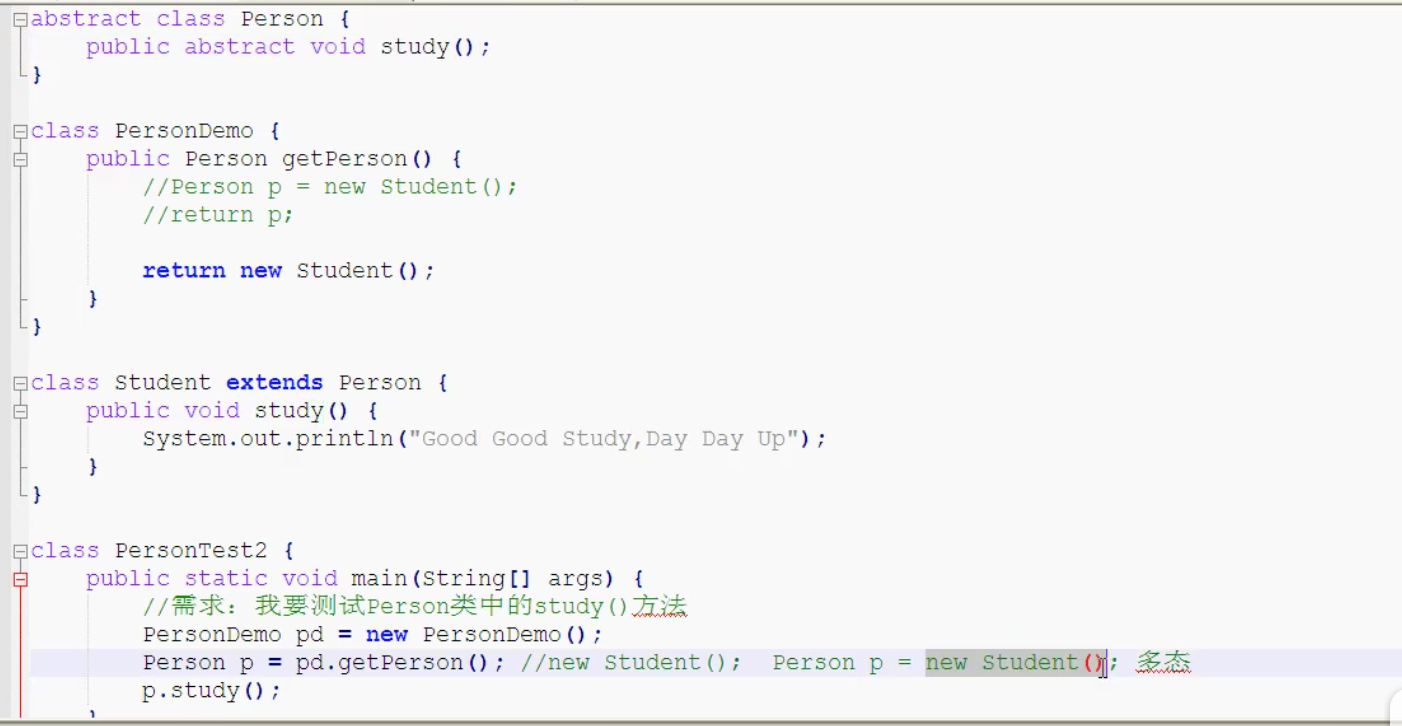 abstract class Person {
    public abstract void study();
}
class PersonDemo {
    public Person getPerson() {
        //Person p = new Student();
        //return p;
        return new Student();
    }
}
class Student extends Person {
    public void study() {
        System.out.println("Good Good Study,Day Day Up");
    }
}
class PersonTest2 {
    public static void main(String[] args) {
        //需求：我要测试Person类中的study()方法
        PersonDemo pd = new PersonDemo();
        Person p = pd.getPerson(); //new Student();  Person p = new Student(); 多态
        p.study();
    }